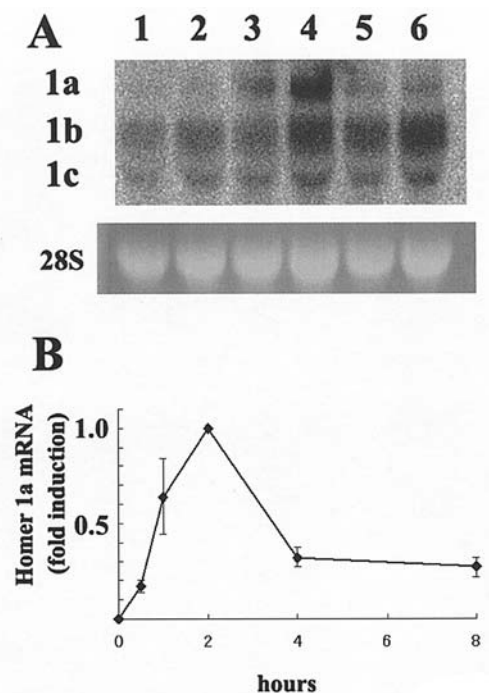 A
1 2 3 4 5 6
1a
1b
1c
28S
B
Homer 1a mRNA
(fold induction)
1.0
0.5
0 2 4 6 8
hours